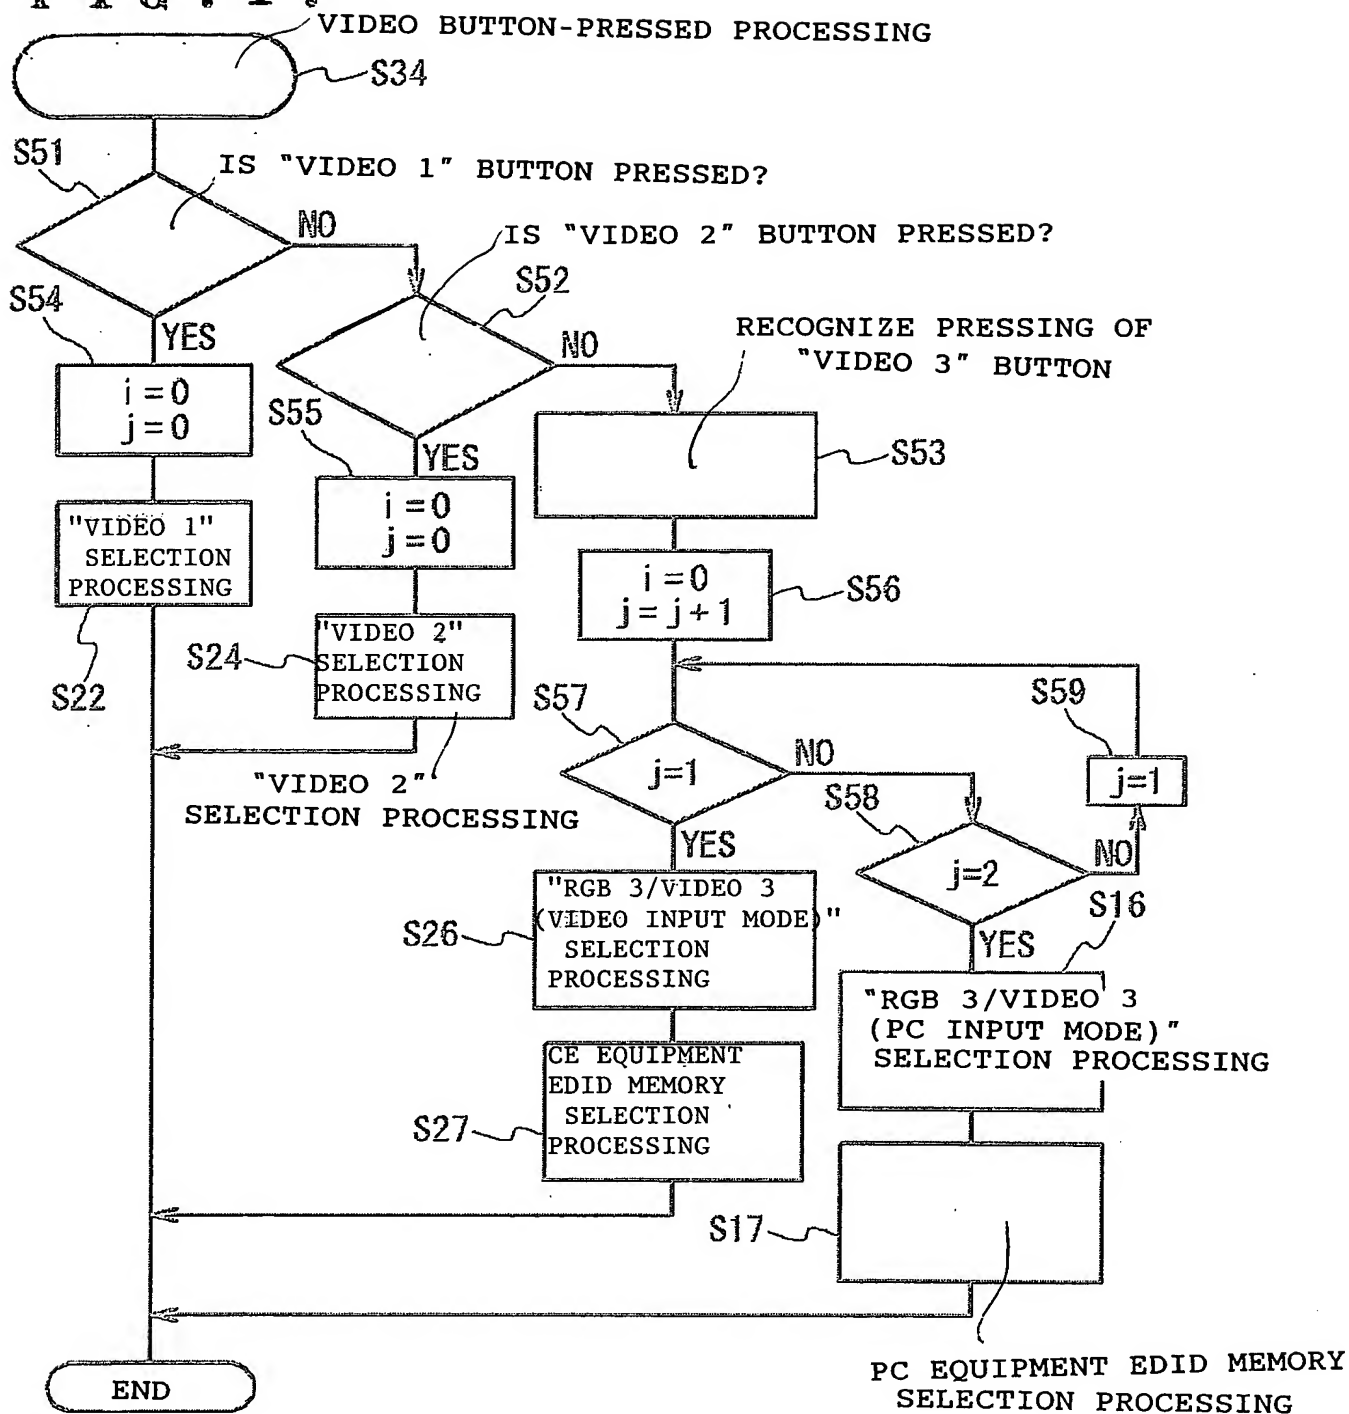 VIDEO BUTTON-PRESSED PROCESSING
S34
S51
IS "VIDEO 1" BUTTON PRESSED?
NO
IS "VIDEO 2" BUTTON PRESSED?
S52
S54
YES
NO
RECOGNIZE PRESSING OF
"VIDEO 3" BUTTON
i=0
j=0
S55
YES
S53
i=0
j=0
"VIDEO 1"
SELECTION
PROCESSING
i=0
j=j+1
S56
"VIDEO 2"
SELECTION
PROCESSING
S24
S22
S57
S59
NO
j=1
j=1
"VIDEO 2"
SELECTION PROCESSING
S58
YES
NO
j=2
"RGB 3/VIDEO 3
(VIDEO INPUT MODE)"
SELECTION
PROCESSING
S26
S16
YES
"RGB 3/VIDEO 3
(PC INPUT MODE)"
SELECTION PROCESSING
CE EQUIPMENT
EDID MEMORY
SELECTION
PROCESSING
S27
S17
PC EQUIPMENT EDID MEMORY
SELECTION PROCESSING
END